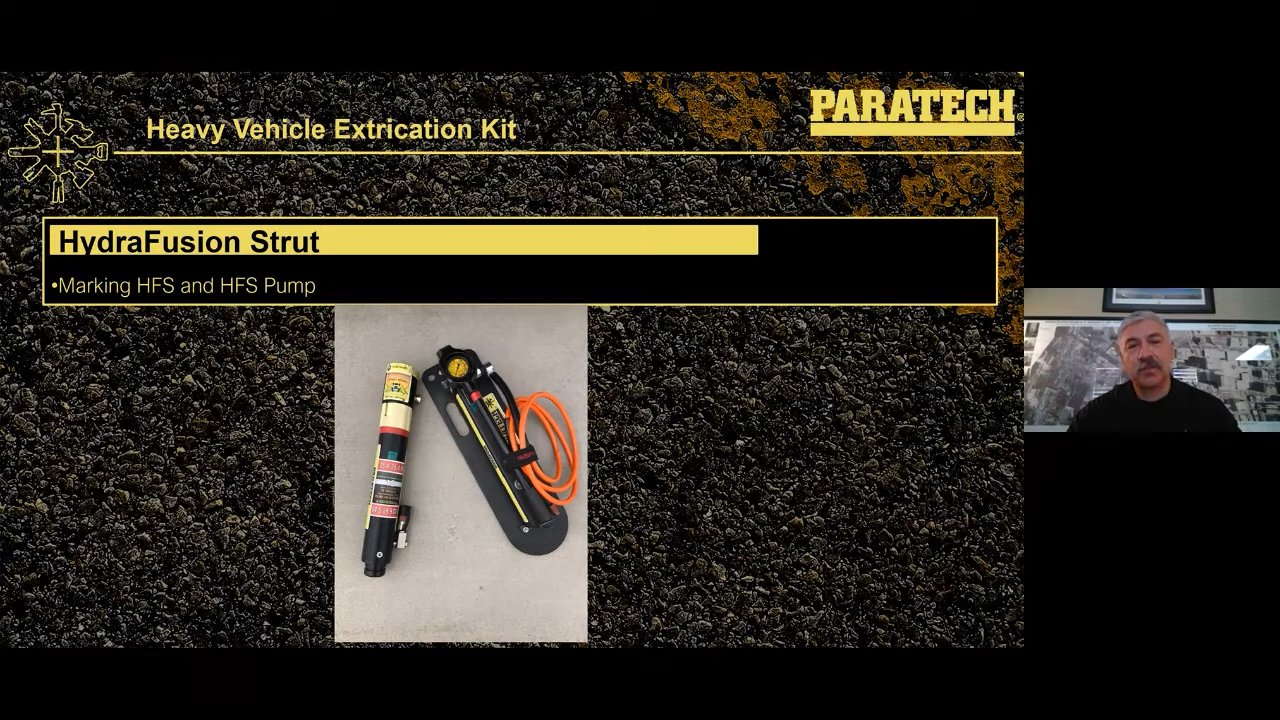 Heavy Vehicle Extrication Kit
PARATECH®
HydraFusion Strut
•Marking HFS and HFS Pump